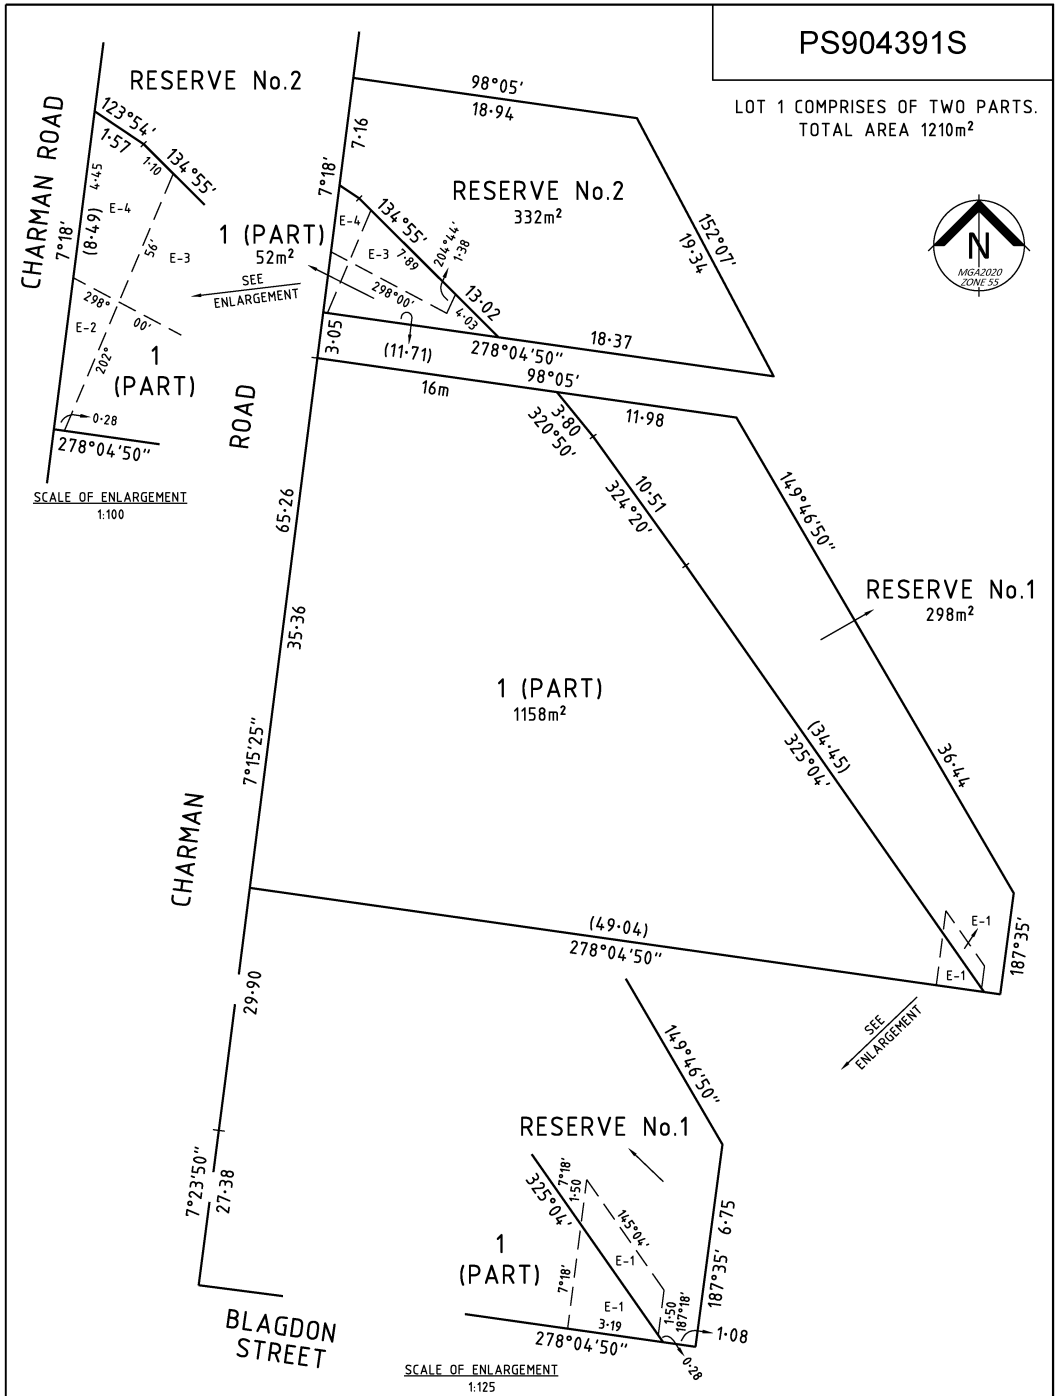 PS904391S
LOT 1 COMPRISES OF TWO PARTS.
TOTAL AREA 1210m²
N
MGA2020
ZONE 55
RESERVE No.2
CHARMAN ROAD
123°54'
1·57
1·10
134°55'
4·45
E-4
7°18'
(8·49)
56'
E-3
298°
00'
E-2
202°
1
(PART)
0·28
278°04'50"
SCALE OF ENLARGEMENT
1:100
98°05'
18·94
7·16
7°18'
RESERVE No.2
332m²
152°07'
19·34
1 (PART)
52m²
SEE
ENLARGEMENT
E-4
134°55'
E-3
7·89
204°44'
1·38
298°00'
13·02
4·03
3·05
(11·71)
278°04'50"
18·37
98°05'
16m
11·98
3·80
320°50'
10·51
324°20'
149°46'50"
ROAD
65·26
35·36
7°15'25"
CHARMAN
RESERVE No.1
298m²
1 (PART)
1158m²
(34·45)
325°04'
36·44
E-1
E-1
187°35'
(49·04)
278°04'50"
SEE
ENLARGEMENT
29·90
7°23'50"
27·38
BLAGDON
STREET
149°46'50"
RESERVE No.1
325°04'
7°18'
1·50
145°04'
E-1
1
(PART)
7°18'
E-1
3·19
1·50
187°18'
187°35'
6·75
1·08
0·28
278°04'50"
SCALE OF ENLARGEMENT
1:125